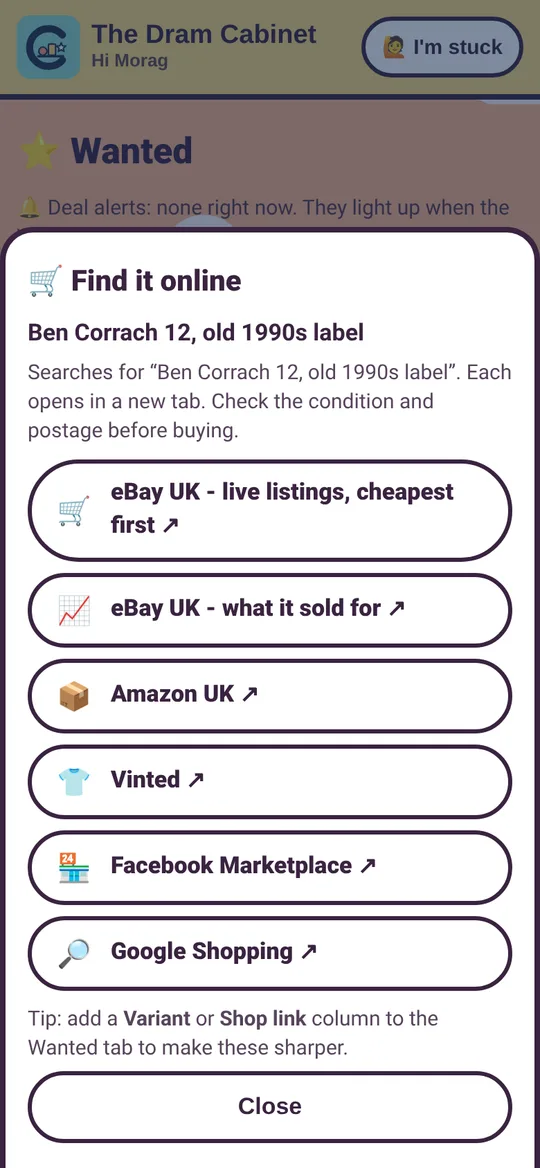 The Dram Cabinet
Hi Morag
I'm stuck
Wanted
Deal alerts: none right now. They light up when the
Find it online
Ben Corrach 12, old 1990s label
Searches for “Ben Corrach 12, old 1990s label”. Each
opens in a new tab. Check the condition and
postage before buying.
eBay UK - live listings, cheapest
first ↗
eBay UK - what it sold for ↗
Amazon UK ↗
Vinted ↗
Facebook Marketplace ↗
Google Shopping ↗
Tip: add a Variant or Shop link column to the
Wanted tab to make these sharper.
Close